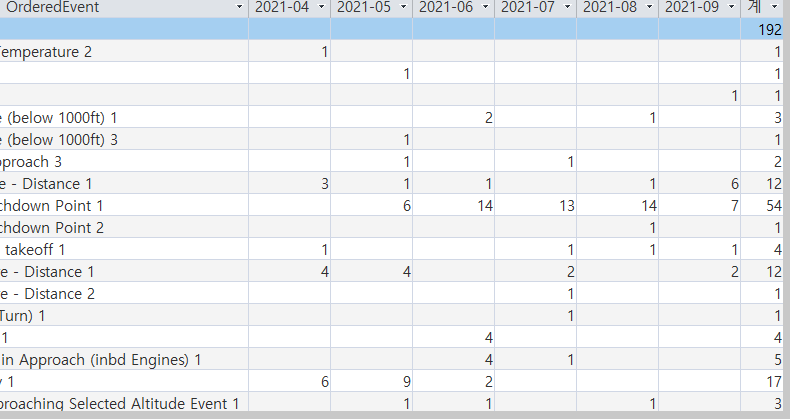 OrderedEvent 2021-04 2021-05 2021-06 2021-07 2021-08 2021-09 계
192
Temperature 2 1 1
1 1
1 1
e (below 1000ft) 1 2 1 3
e (below 1000ft) 3 1 1
pproach 3 1 1 2
e - Distance 1 3 1 1 1 6 12
chdown Point 1 6 14 13 14 7 54
chdown Point 2 1 1
takeoff 1 1 1 1 1 4
re - Distance 1 4 4 2 2 12
re - Distance 2 1 1
Turn) 1 1 1
1 4 4
in Approach (inbd Engines) 1 4 1 5
y 1 6 9 2 17
proaching Selected Altitude Event 1 1 1 1 3